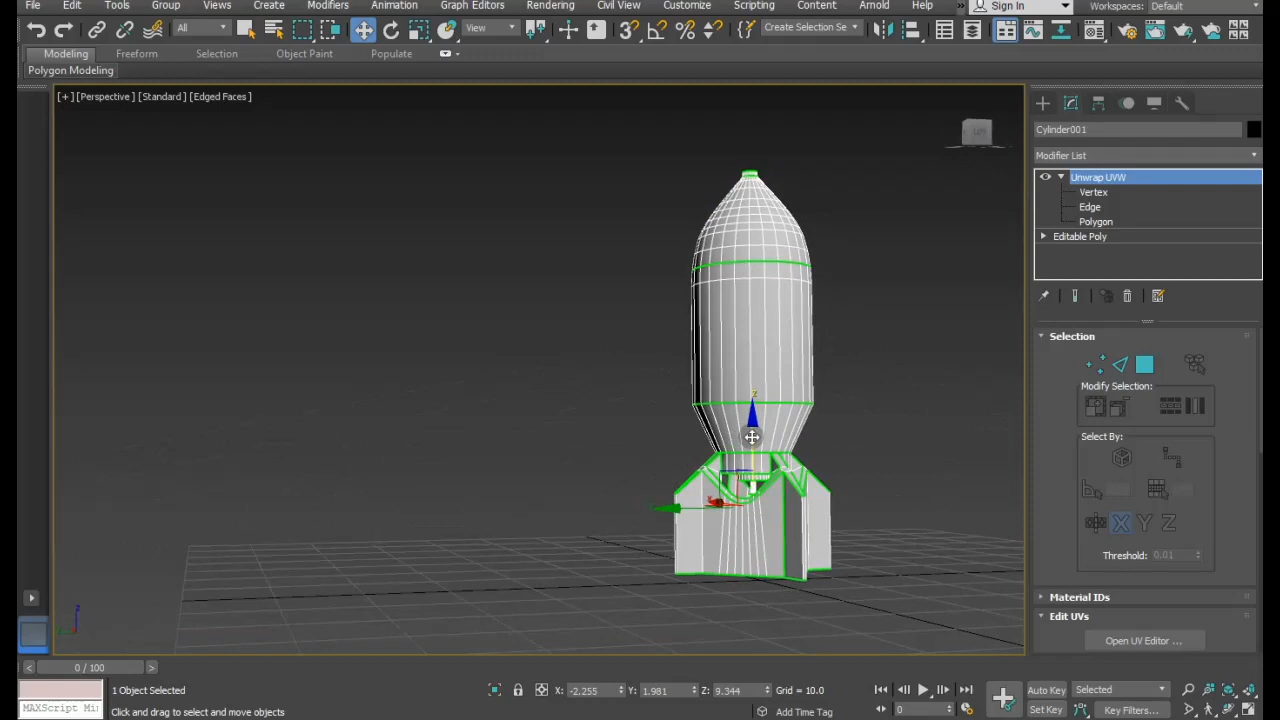 File Edit Tools Group Views Create Modifiers Animation Graph Editors Rendering Civil View Customize Scripting Content Arnold Help » Sign In Workspaces: Default
All View Create Selection Se
Modeling Freeform Selection Object Paint Populate
Polygon Modeling
[+] [Perspective] [Standard] [Edged Faces]
Cylinder001
Modifier List
Unwrap UVW
Vertex
Edge
Polygon
Editable Poly
Selection
Modify Selection:
Select By:
X Y Z
Threshold: 0.01
Material IDs
Edit UVs
Open UV Editor ...
z
x
z
0 / 100
1 Object Selected X: -2.255 Y: 1.981 Z: 9.344 Grid = 10.0 Auto Key Selected
MAXScript Mi Click and drag to select and move objects Add Time Tag 0 Set Key Key Filters...